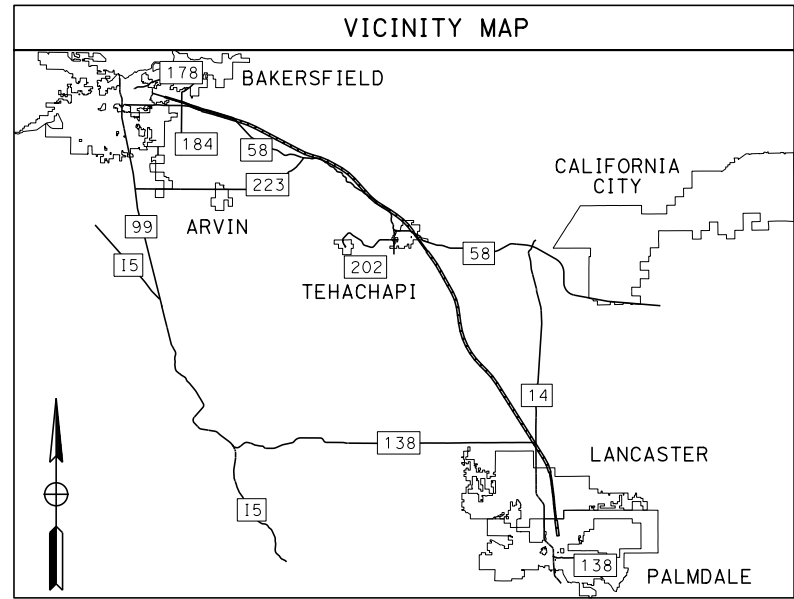 VICINITY MAP
178
BAKERSFIELD
184
58
CALIFORNIA
CITY
223
ARVIN
99
58
I5
202
TEHACHAPI
14
138
LANCASTER
I5
138
PALMDALE